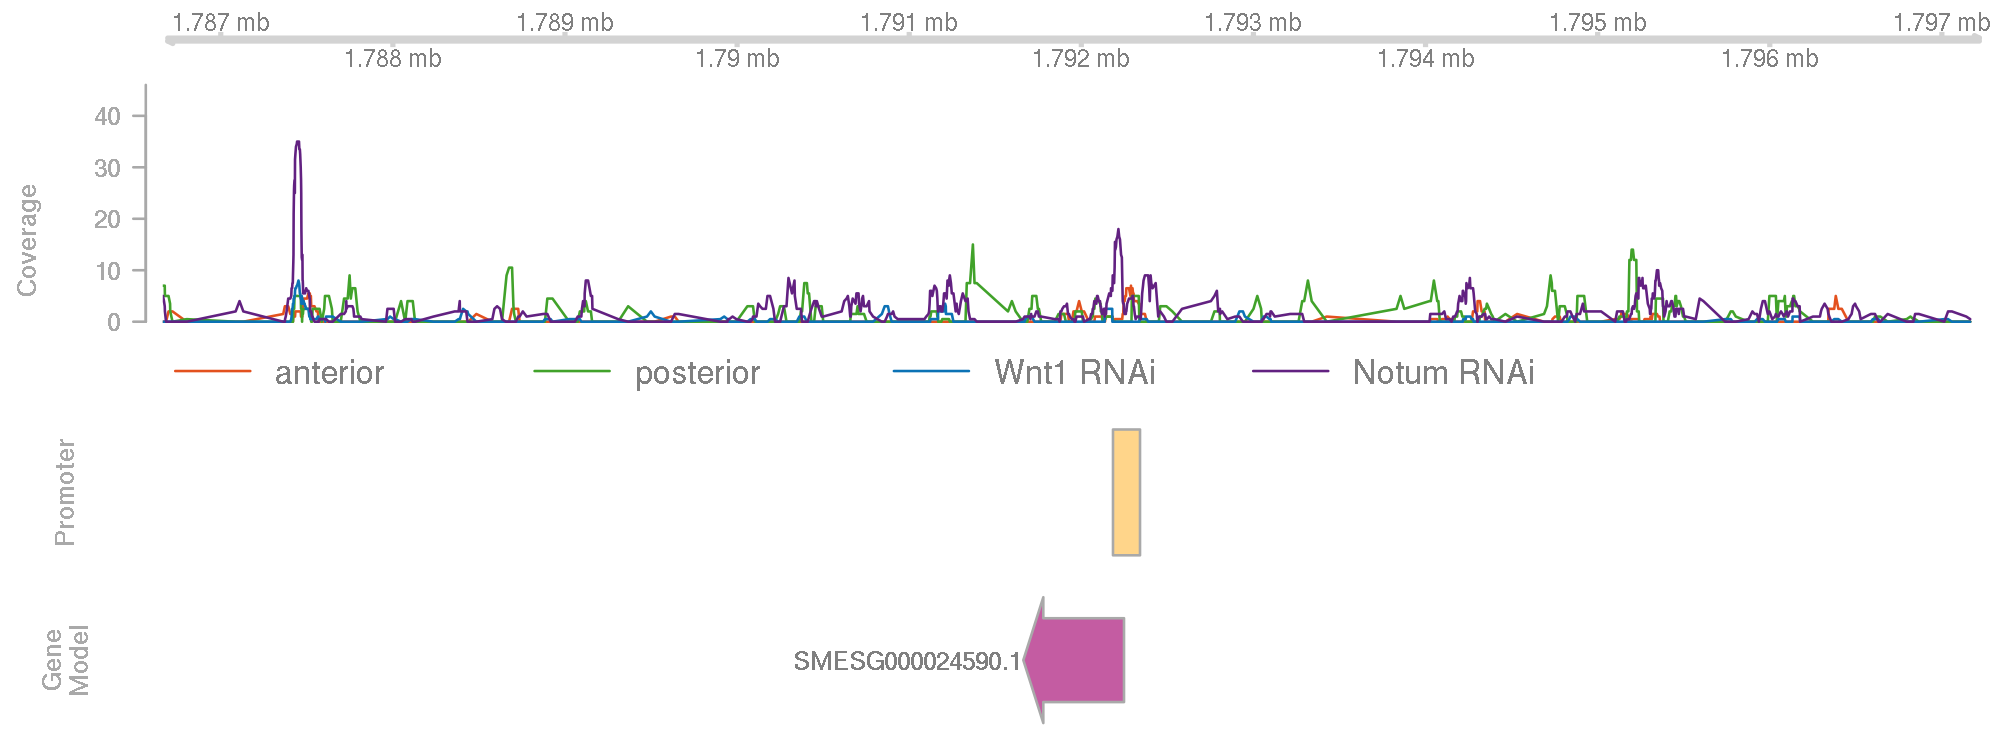 1.787 mb 1.789 mb 1.791 mb 1.793 mb 1.795 mb 1.797 mb
1.788 mb 1.79 mb 1.792 mb 1.794 mb 1.796 mb
Coverage
40
30
20
10
0
anterior posterior Wnt1 RNAi Notum RNAi
Promoter
Gene
Model
SMESG000024590.1